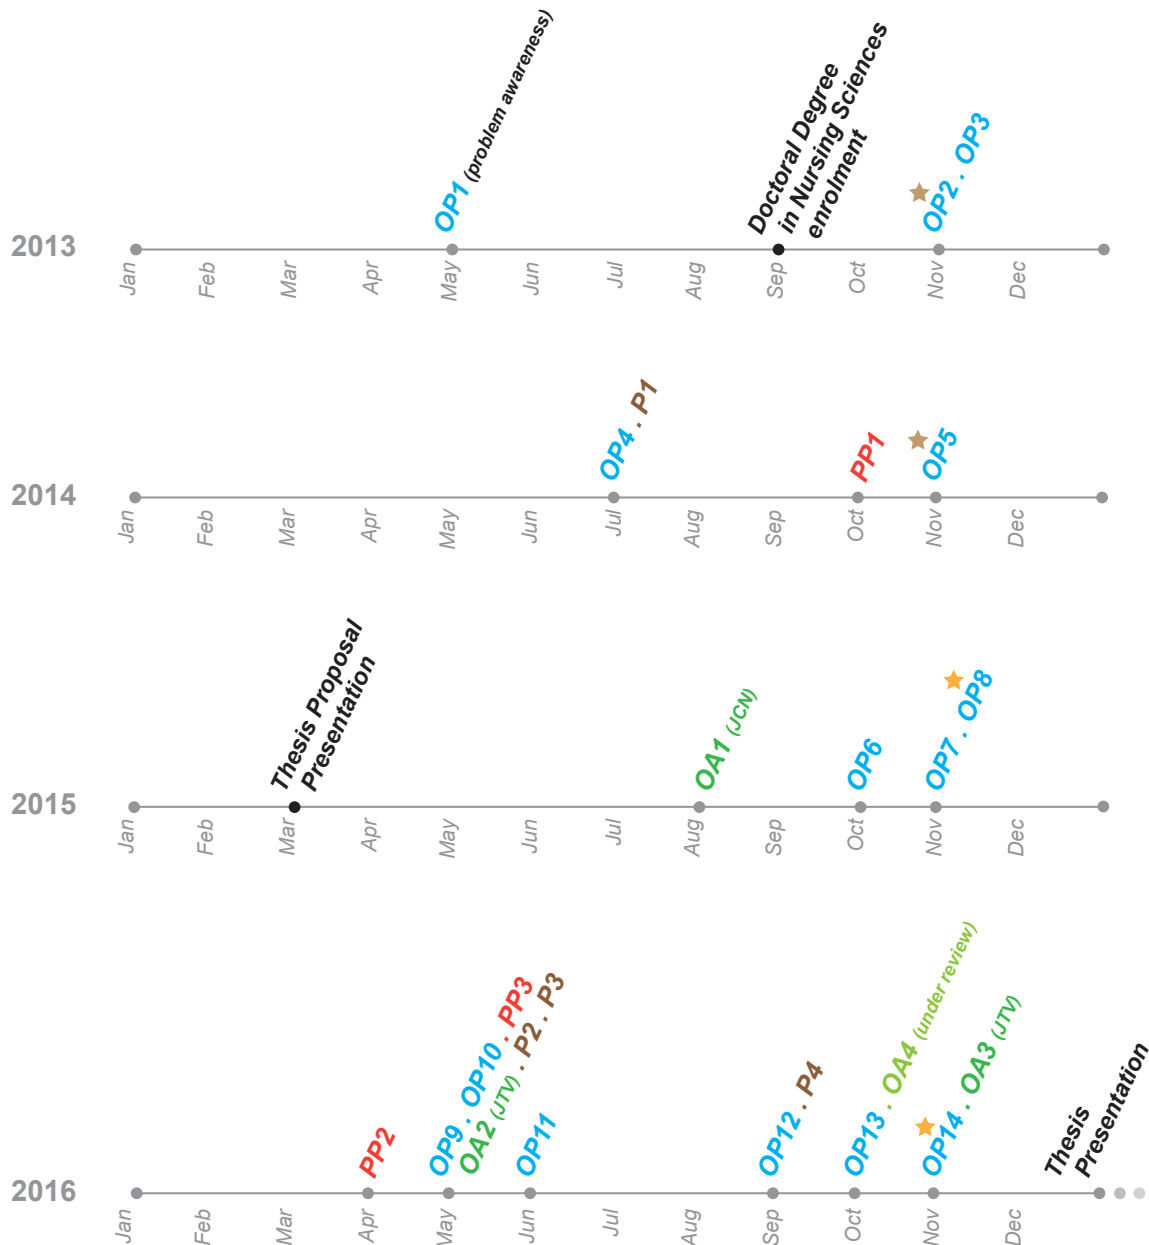 OP1 (problem awareness)
Doctoral Degree
in Nursing Sciences
enrolment
OP2 . OP3
2013
Jan Feb Mar Apr May Jun Jul Aug Sep Oct Nov Dec
OP4 . P1
PP1
OP5
2014
Jan Feb Mar Apr May Jun Jul Aug Sep Oct Nov Dec
Thesis Proposal
Presentation
OA1 (JCN)
OP6
OP7 . OP8
2015
Jan Feb Mar Apr May Jun Jul Aug Sep Oct Nov Dec
PP2
OP9 . OP10 . PP3
OA2 (JTV) . P2 . P3
OP11
OP12 . P4
OP13 . OA4 (under review)
OP14 . OA3 (JTV)
Thesis
Presentation
2016
Jan Feb Mar Apr May Jun Jul Aug Sep Oct Nov Dec